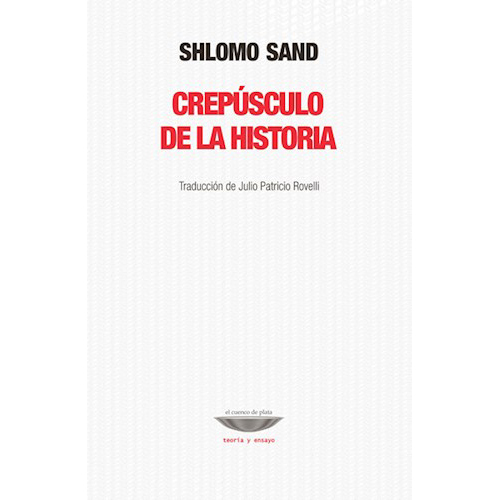 SHLOMO SAND
CREPÚSCULO
DE LA HISTORIA
Traducción de Julio Patricio Rovelli
el cuenco de plata
teoría y ensayo